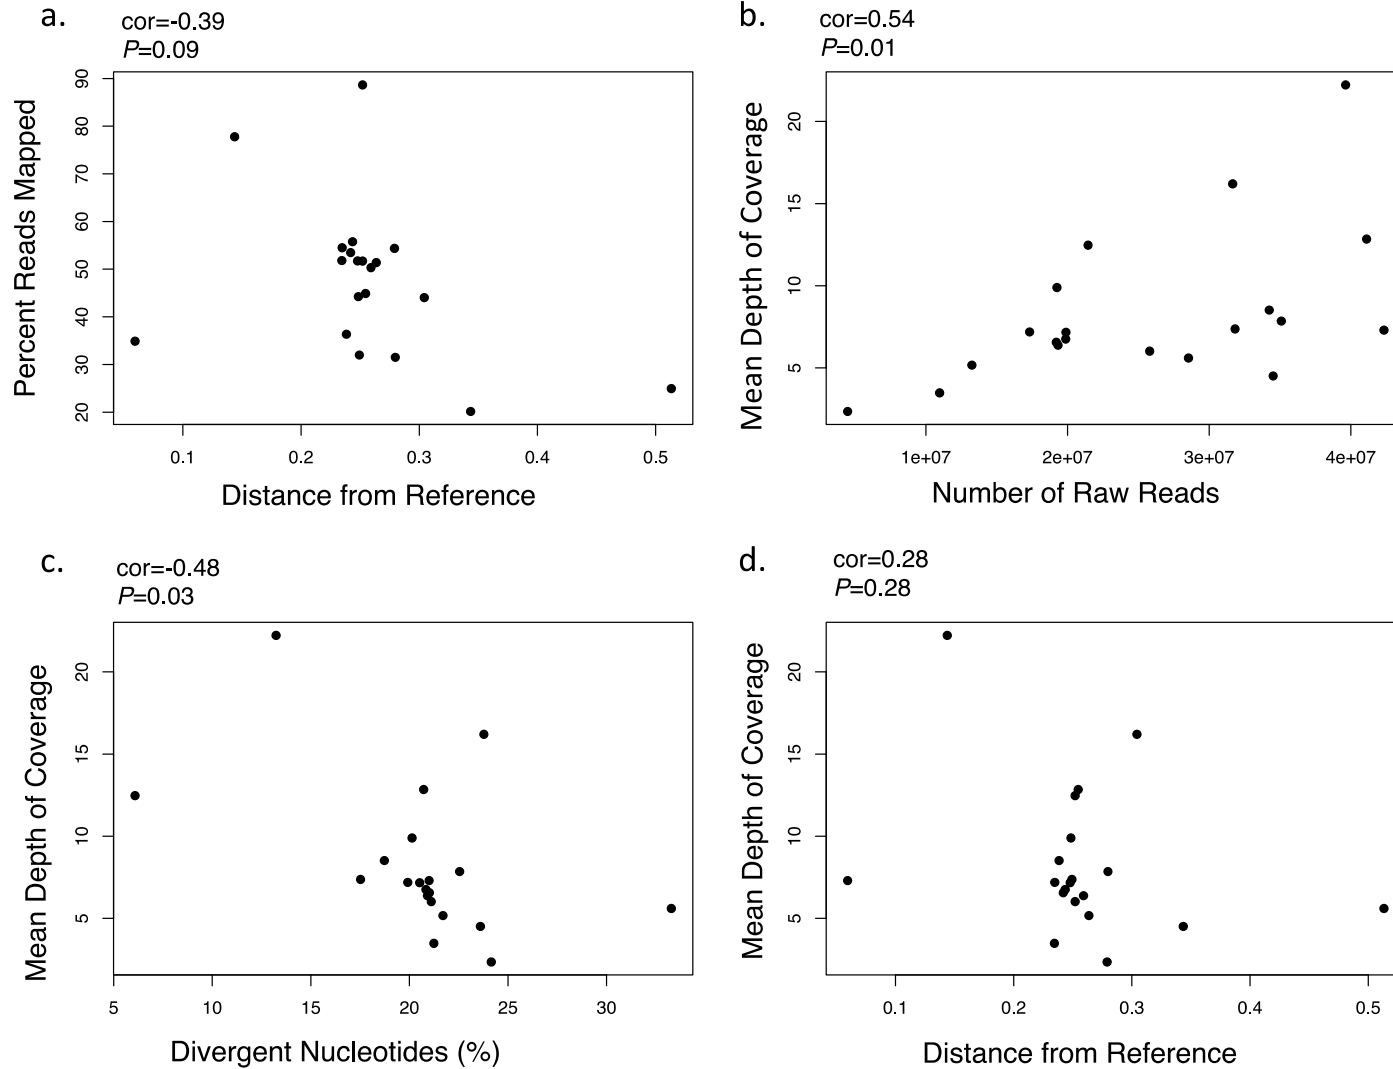 a.
cor=-0.39
P=0.09
Percent Reads Mapped
90
80
70
60
50
40
30
20
0.1 0.2 0.3 0.4 0.5
Distance from Reference
b.
cor=0.54
P=0.01
Mean Depth of Coverage
20
15
10
5
1e+07 2e+07 3e+07 4e+07
Number of Raw Reads
c.
cor=-0.48
P=0.03
Mean Depth of Coverage
20
15
10
5
5 10 15 20 25 30
Divergent Nucleotides (%)
d.
cor=0.28
P=0.28
Mean Depth of Coverage
20
15
10
5
0.1 0.2 0.3 0.4 0.5
Distance from Reference